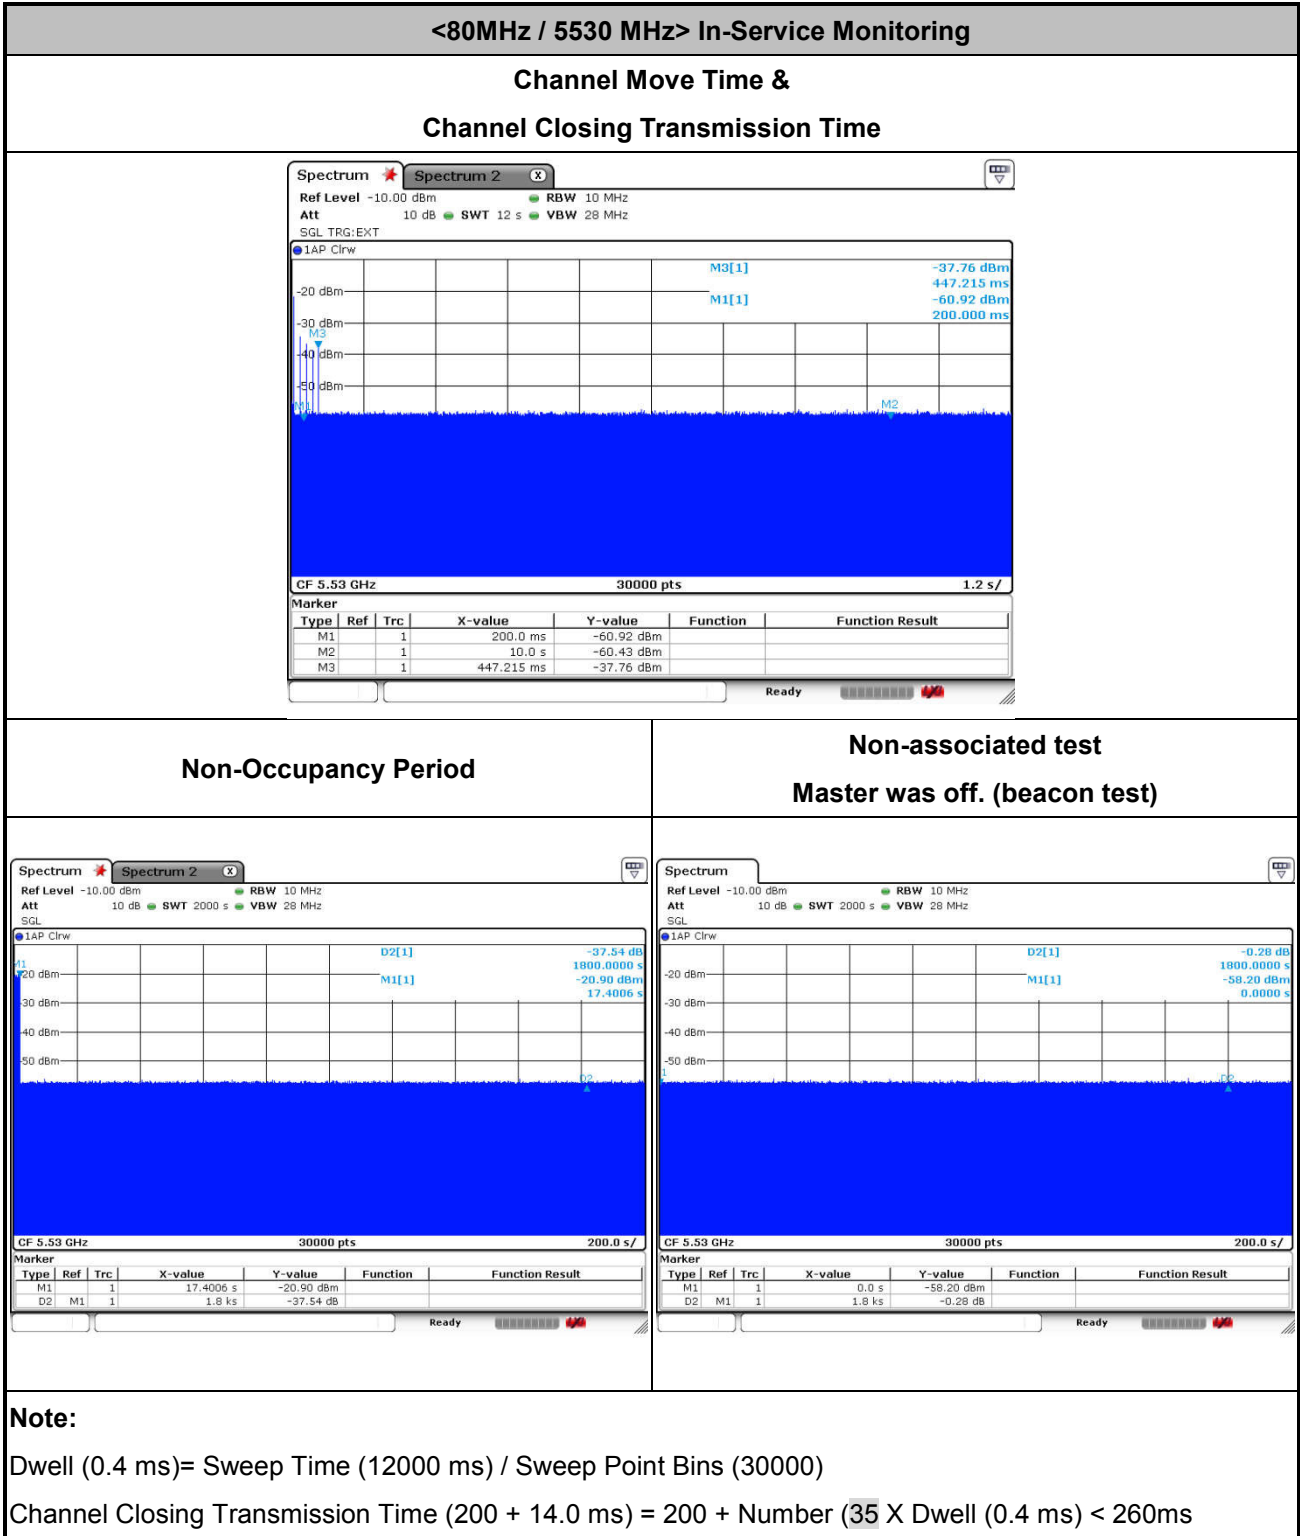 <80MHz / 5530 MHz> In-Service Monitoring
Channel Move Time &
Channel Closing Transmission Time
Spectrum Spectrum 2 X
Ref Level -10.00 dBm RBW 10 MHz
Att 10 dB SWT 12 s VBW 28 MHz
SGL TRG:EXT
1AP Clrw
M3[1] -37.76 dBm
447.215 ms
-20 dBm
M1[1] -60.92 dBm
200.000 ms
-30 dBm
M3
-40 dBm
-50 dBm
M1 M2
CF 5.53 GHz 30000 pts 1.2 s/
Marker
Type Ref Trc X-value Y-value Function Function Result
M1 1 200.0 ms -60.92 dBm
M2 1 10.0 s -60.43 dBm
M3 1 447.215 ms -37.76 dBm
Ready
Non-Occupancy Period
Spectrum Spectrum 2 X
Ref Level -10.00 dBm RBW 10 MHz
Att 10 dB SWT 2000 s VBW 28 MHz
SGL
1AP Clrw
D2[1] -37.54 dB
1800.0000 s
M1
-20 dBm
M1[1] -20.90 dBm
17.4006 s
-30 dBm
-40 dBm
-50 dBm
D2
CF 5.53 GHz 30000 pts 200.0 s/
Marker
Type Ref Trc X-value Y-value Function Function Result
M1 1 17.4006 s -20.90 dBm
D2 M1 1 1.8 ks -37.54 dB
Ready
Non-associated test
Master was off. (beacon test)
Spectrum
Ref Level -10.00 dBm RBW 10 MHz
Att 10 dB SWT 2000 s VBW 28 MHz
SGL
1AP Clrw
D2[1] -0.28 dB
1800.0000 s
-20 dBm
M1[1] -58.20 dBm
0.0000 s
-30 dBm
-40 dBm
-50 dBm
1 D2
CF 5.53 GHz 30000 pts 200.0 s/
Marker
Type Ref Trc X-value Y-value Function Function Result
M1 1 0.0 s -58.20 dBm
D2 M1 1 1.8 ks -0.28 dB
Ready
Note:
Dwell (0.4 ms)= Sweep Time (12000 ms) / Sweep Point Bins (30000)
Channel Closing Transmission Time (200 + 14.0 ms) = 200 + Number (35 X Dwell (0.4 ms) < 260ms